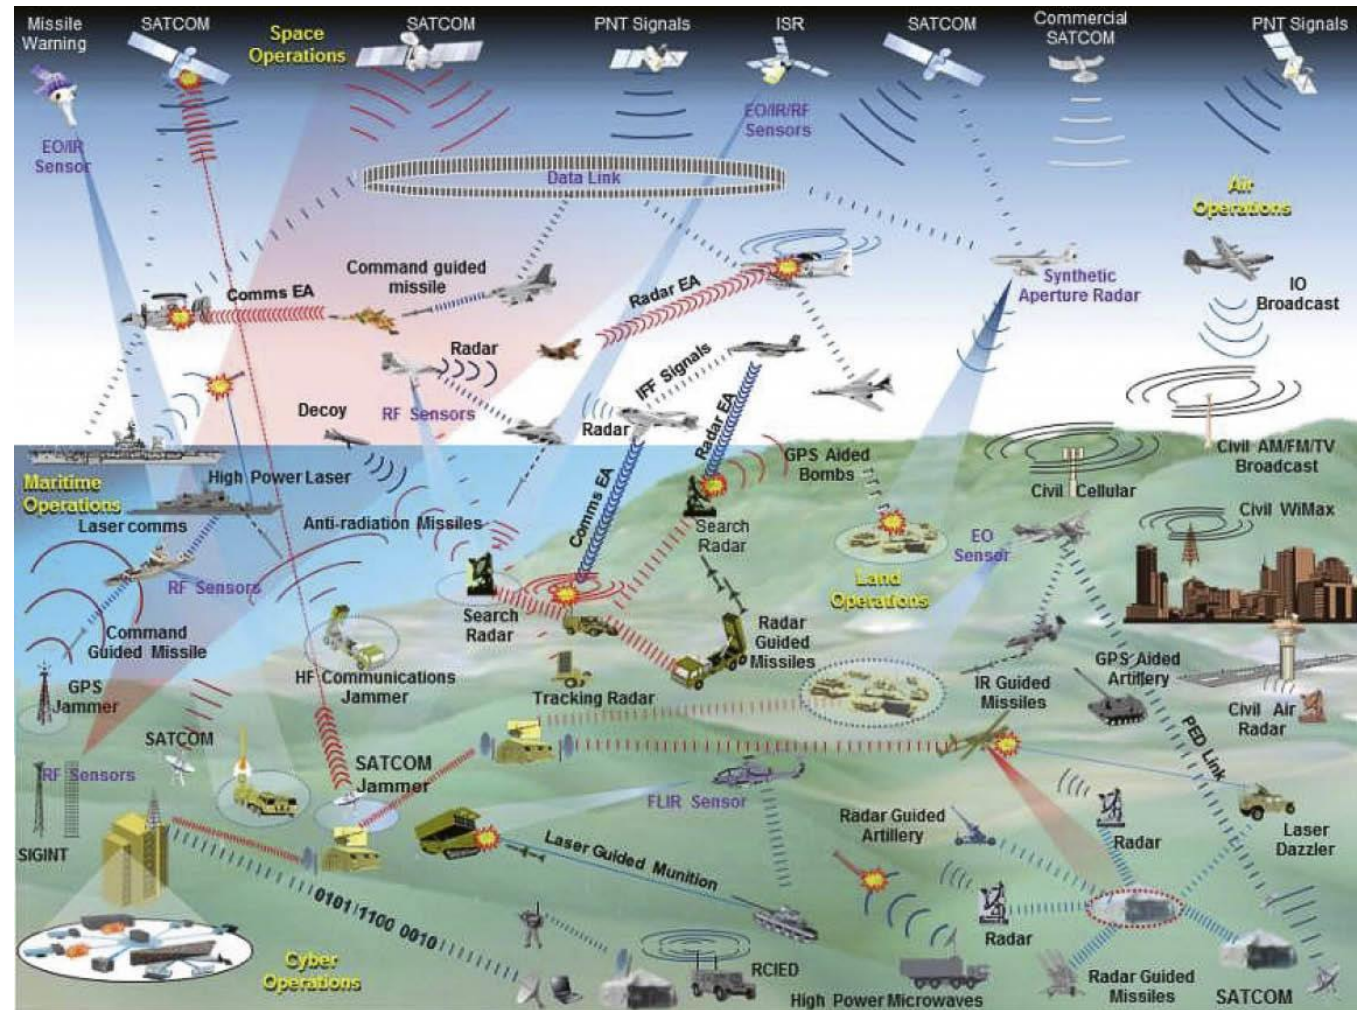 Missile
Warning
SATCOM
Space
Operations
SATCOM
PNT Signals
ISR
SATCOM
Commercial
SATCOM
PNT Signals
EO/IR
Sensor
EO/IR/RF
Sensors
Data Link
Air
Operations
Comms EA
Command guided
missile
Radar EA
Synthetic
Aperture Radar
IO
Broadcast
Radar
IFF Signals
Decoy
RF Sensors
Radar
Radar EA
GPS Aided
Bombs
Civil AM/FM/TV
Broadcast
Maritime
Operations
High Power Laser
Civil Cellular
Laser comms
Anti-radiation Missiles
Comms EA
Search
Radar
EO
Sensor
Civil WiMax
RF Sensors
Land
Operations
Command
Guided Missile
Search
Radar
Radar
Guided
Missiles
GPS
Jammer
HF Communications
Jammer
Tracking Radar
IR Guided
Missiles
GPS Aided
Artillery
Civil Air
Radar
SATCOM
SATCOM
Jammer
PED Link
RF Sensors
FLIR Sensor
SIGINT
Radar Guided
Artillery
Radar
Laser
Dazzler
Laser Guided Munition
0101/1100 0010
Radar
Cyber
Operations
RCIED
High Power Microwaves
Radar Guided
Missiles
SATCOM